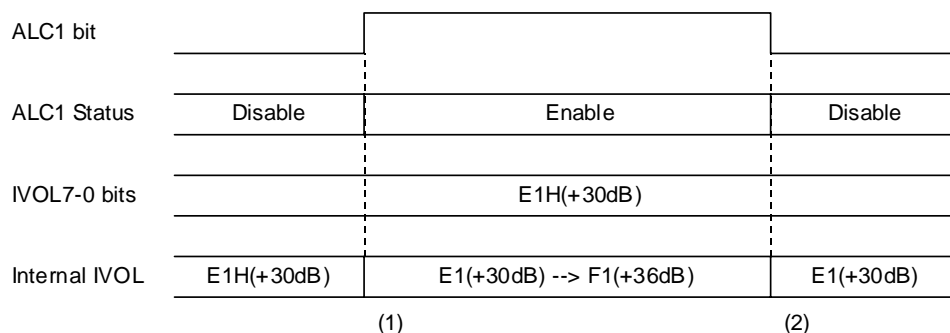 ALC1 bit
ALC1 Status Disable Enable Disable
IVOL7-0 bits E1H(+30dB)
Internal IVOL E1H(+30dB) E1(+30dB) --> F1(+36dB) E1(+30dB)
(1) (2)